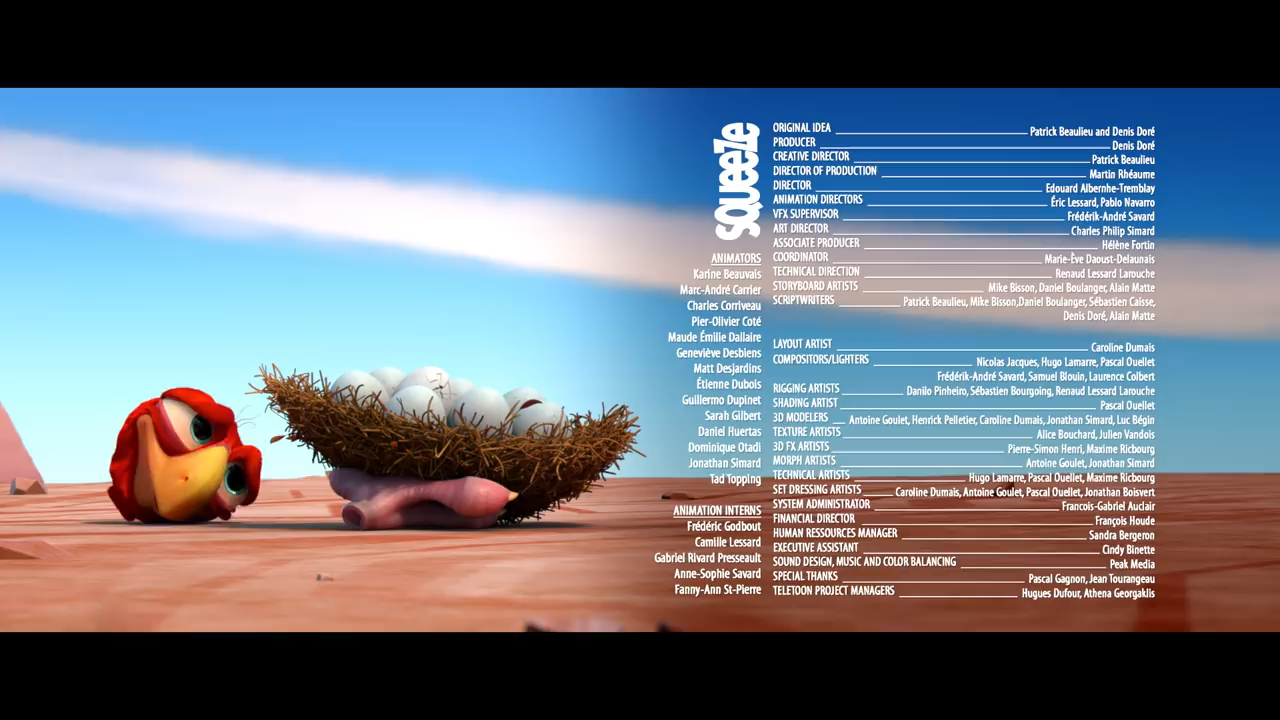 squeeze
ANIMATORS
Karine Beauvais
Marc-André Carrier
Charles Corriveau
Pier-Olivier Coté
Maude Émilie Dallaire
Geneviève Desbiens
Matt Desjardins
Étienne Dubois
Guillermo Dupinet
Sarah Gilbert
Daniel Huertas
Dominique Otadi
Jonathan Simard
Tad Topping
ANIMATION INTERNS
Frédéric Godbout
Camille Lessard
Gabriel Rivard Presseault
Anne-Sophie Savard
Fanny-Ann St-Pierre
ORIGINAL IDEA Patrick Beaulieu and Denis Doré
PRODUCER Denis Doré
CREATIVE DIRECTOR Patrick Beaulieu
DIRECTOR OF PRODUCTION Martin Rhéaume
DIRECTOR Edouard Albernhe-Tremblay
ANIMATION DIRECTORS Éric Lessard, Pablo Navarro
VFX SUPERVISOR Frédérik-André Savard
ART DIRECTOR Charles Philip Simard
ASSOCIATE PRODUCER Hélène Fortin
COORDINATOR Marie-Ève Daoust-Delaunais
TECHNICAL DIRECTION Renaud Lessard Larouche
STORYBOARD ARTISTS Mike Bisson, Daniel Boulanger, Alain Matte
SCRIPTWRITERS Patrick Beaulieu, Mike Bisson,Daniel Boulanger, Sébastien Caisse,
Denis Doré, Alain Matte
LAYOUT ARTIST Caroline Dumais
COMPOSITORS/LIGHTERS Nicolas Jacques, Hugo Lamarre, Pascal Ouellet
Frédérik-André Savard, Samuel Blouin, Laurence Colbert
RIGGING ARTISTS Danilo Pinheiro, Sébastien Bourgoing, Renaud Lessard Larouche
SHADING ARTIST Pascal Ouellet
3D MODELERS Antoine Goulet, Henrick Pelletier, Caroline Dumais, Jonathan Simard, Luc Bégin
TEXTURE ARTISTS Alice Bouchard, Julien Vandois
3D FX ARTISTS Pierre-Simon Henri, Maxime Ricbourg
MORPH ARTISTS Antoine Goulet, Jonathan Simard
TECHNICAL ARTISTS Hugo Lamarre, Pascal Ouellet, Maxime Ricbourg
SET DRESSING ARTISTS Caroline Dumais, Antoine Goulet, Pascal Ouellet, Jonathan Boisvert
SYSTEM ADMINISTRATOR Francois-Gabriel Auclair
FINANCIAL DIRECTOR François Houde
HUMAN RESSOURCES MANAGER Sandra Bergeron
EXECUTIVE ASSISTANT Cindy Binette
SOUND DESIGN, MUSIC AND COLOR BALANCING Peak Media
SPECIAL THANKS Pascal Gagnon, Jean Tourangeau
TELETOON PROJECT MANAGERS Hugues Dufour, Athena Georgaklis